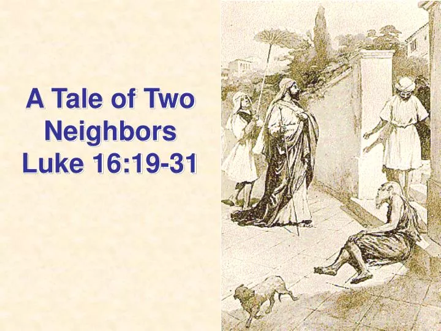 A Tale of Two
Neighbors
Luke 16:19-31